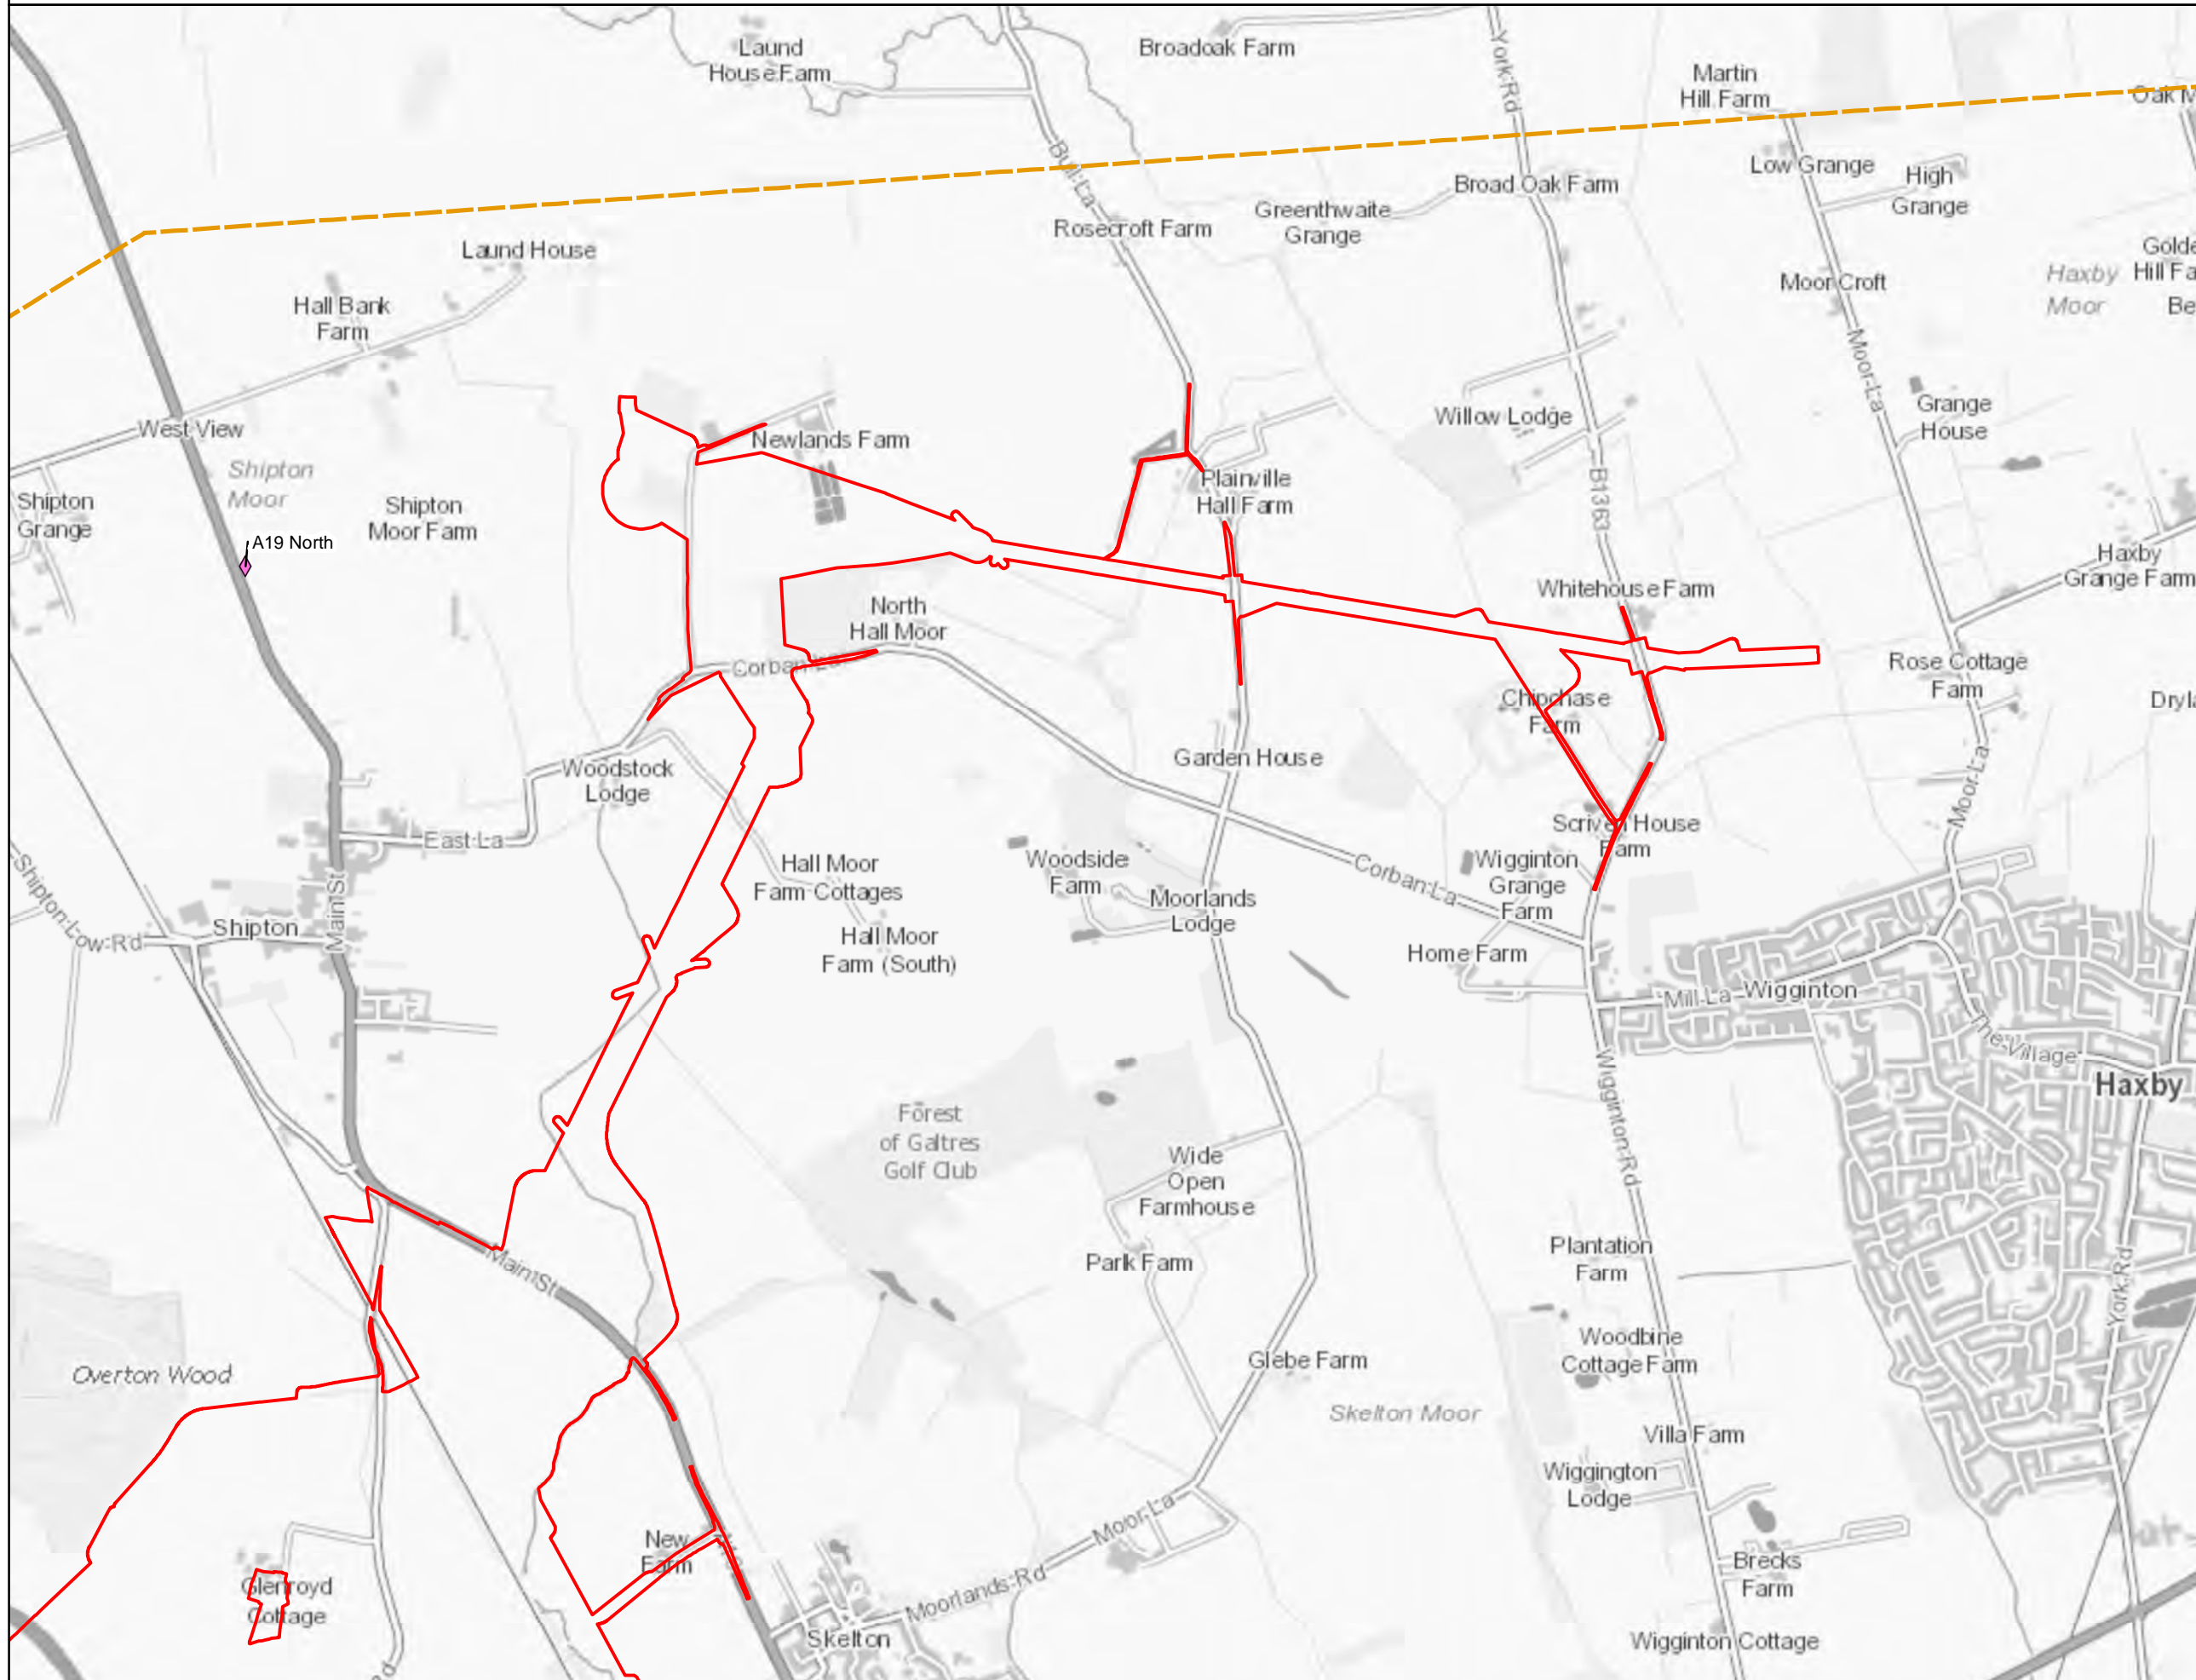 Laund
House Farm
Broadoak Farm
York Rd
Martin
Hill Farm
Bull La
Low Grange
High
Grange
Broad Oak Farm
Greenthwaite
Grange
Rosecroft Farm
Laund House
Hall Bank
Farm
Moor Croft
Haxby
Moor
Moor La
West View
Shipton
Moor
Shipton
Grange
Shipton
Moor Farm
A19 North
Newlands Farm
Plainville
Hall Farm
Willow Lodge
B1363
Grange
House
Haxby
Grange Farm
Whitehouse Farm
North
Hall Moor
Rose Cottage
Farm
Chipchase
Farm
Woodstock
Lodge
Garden House
Moor La
East La
Main St
Shipton Low Rd
Shipton
Hall Moor
Farm Cottages
Hall Moor
Farm (South)
Woodside
Farm
Moorlands
Lodge
Corban La
Scriven House
Farm
Wigginton
Grange
Farm
Home Farm
Mill La
Wigginton
The Village
Haxby
Wigginton Rd
Forest
of Galtres
Golf Club
Wide
Open
Farmhouse
Park Farm
Plantation
Farm
York Rd
Main St
Overton Wood
Glebe Farm
Skelton Moor
Woodbine
Cottage Farm
Villa Farm
Wiggington
Lodge
Moor La
Moorlands Rd
New
Farm
Brecks
Farm
Glenroyd
Cottage
Skelton
Wigginton Cottage